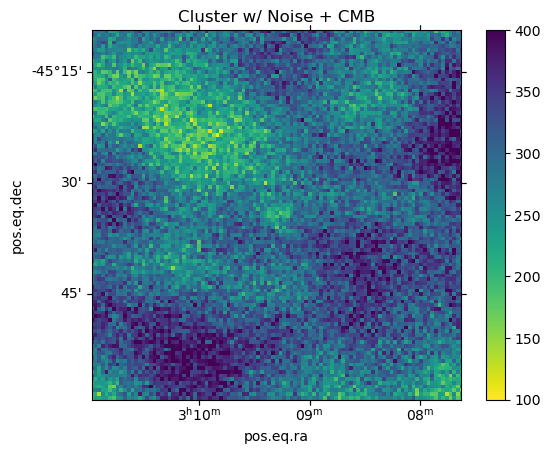 Cluster w/ Noise + CMB
-45°15'
30'
45'
pos.eq.dec
3ʰ10ᵐ
09ᵐ
08ᵐ
pos.eq.ra
400
350
300
250
200
150
100